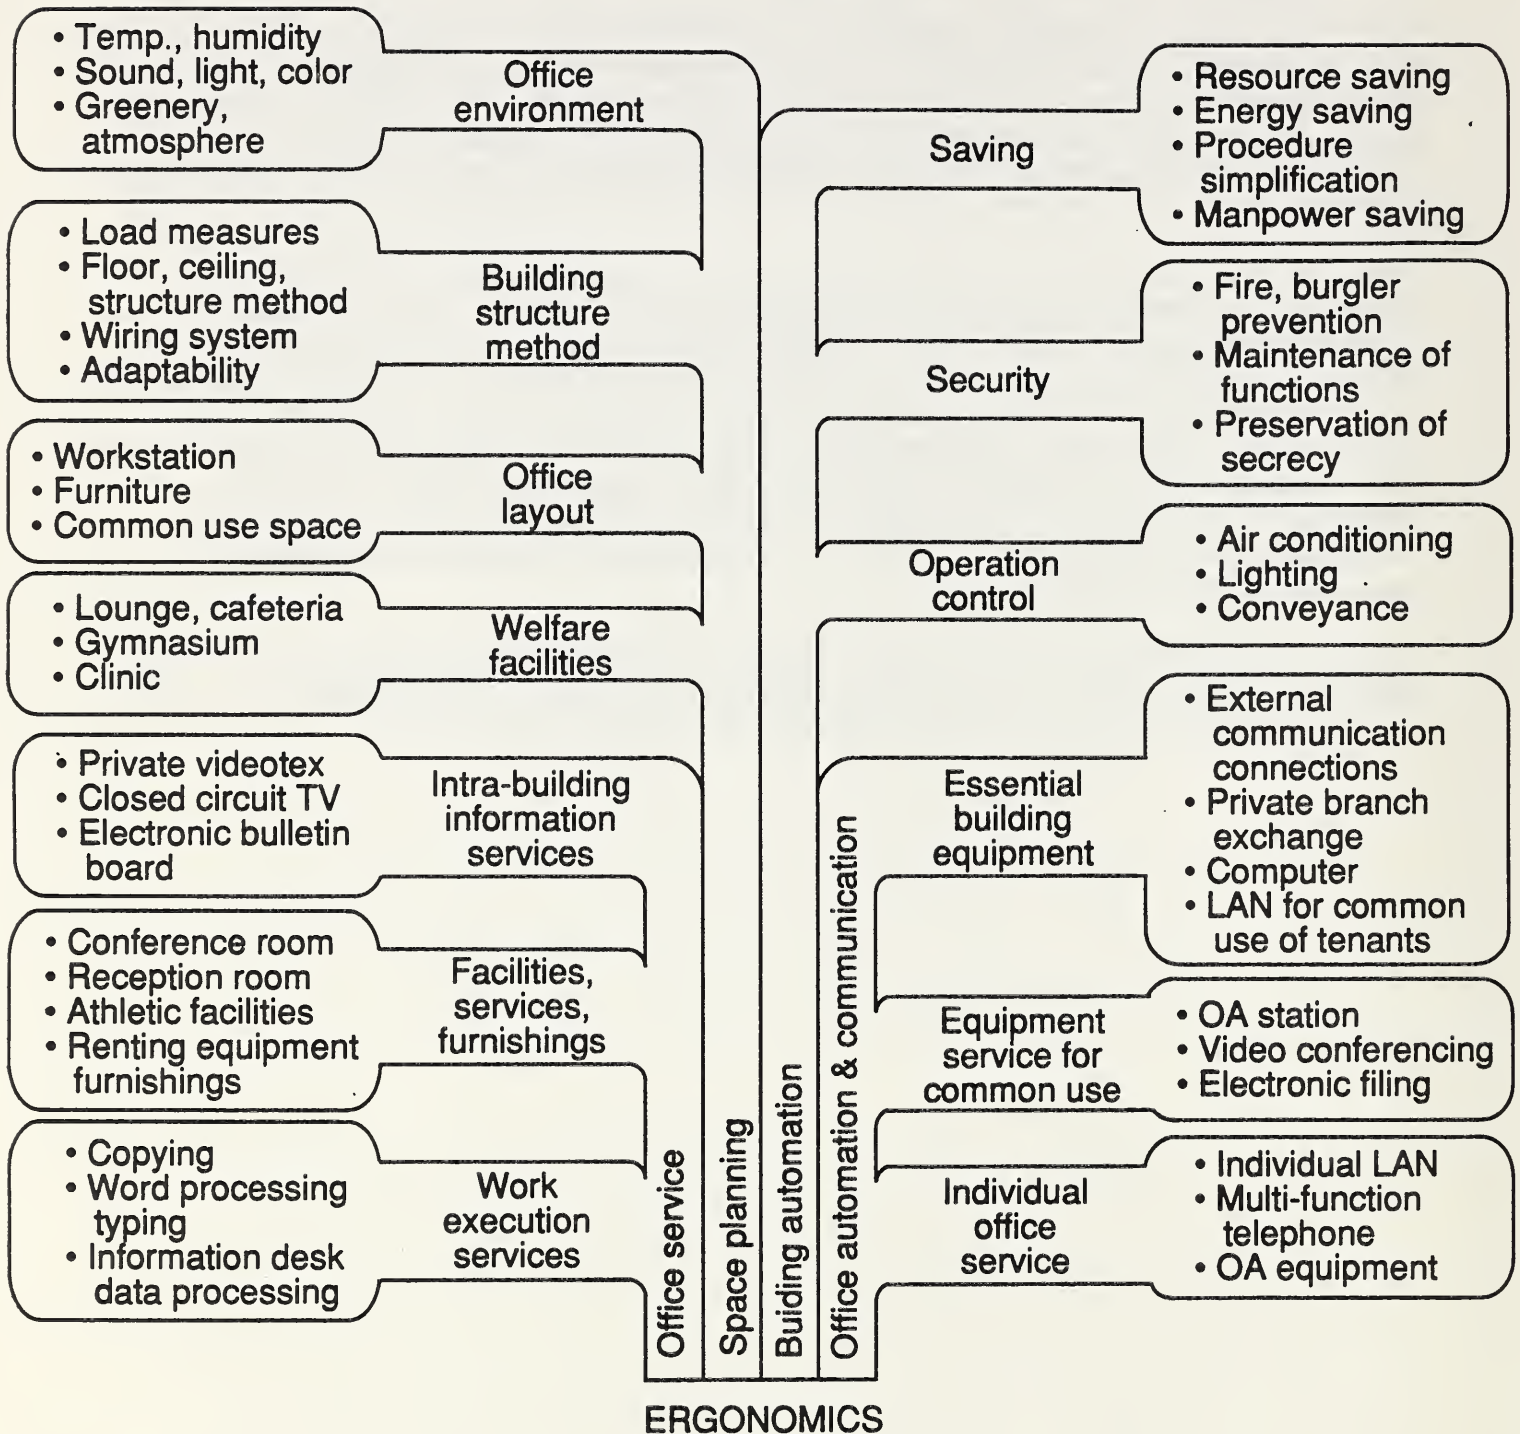 • Temp., humidity
• Sound, light, color
• Greenery,
atmosphere
Office
environment
• Load measures
• Floor, ceiling,
structure method
• Wiring system
• Adaptability
Building
structure
method
• Workstation
• Furniture
• Common use space
Office
layout
• Lounge, cafeteria
• Gymnasium
• Clinic
Welfare
facilities
• Private videotex
• Closed circuit TV
• Electronic bulletin
board
Intra-building
information
services
• Conference room
• Reception room
• Athletic facilities
• Renting equipment
furnishings
Facilities,
services,
furnishings
• Copying
• Word processing
typing
• Information desk
data processing
Work
execution
services
Office service
Space planning
Buiding automation
Office automation & communication
Saving
• Resource saving
• Energy saving
• Procedure
simplification
• Manpower saving
Security
• Fire, burgler
prevention
• Maintenance of
functions
• Preservation of
secrecy
Operation
control
• Air conditioning
• Lighting
• Conveyance
Essential
building
equipment
• External
communication
connections
• Private branch
exchange
• Computer
• LAN for common
use of tenants
Equipment
service for
common use
• OA station
• Video conferencing
• Electronic filing
Individual
office
service
• Individual LAN
• Multi-function
telephone
• OA equipment
ERGONOMICS